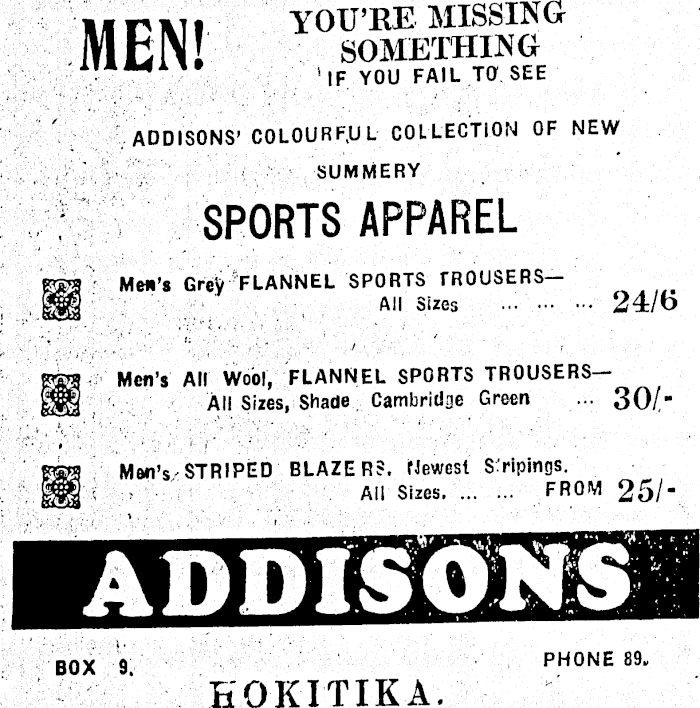 MEN!
YOU'RE MISSING
SOMETHING
IF YOU FAIL TO SEE
ADDISONS' COLOURFUL COLLECTION OF NEW
SUMMERY
SPORTS APPAREL
Men's Grey FLANNEL SPORTS TROUSERS—
All Sizes ... ... ... 24/6
Men's All Wool, FLANNEL SPORTS TROUSERS—
All Sizes, Shade Cambridge Green ... 30/-
Men's STRIPED BLAZERS. Newest Stripings.
All Sizes. ... ... FROM 25/-
ADDISONS
BOX 9.
PHONE 89.
HOKITIKA.